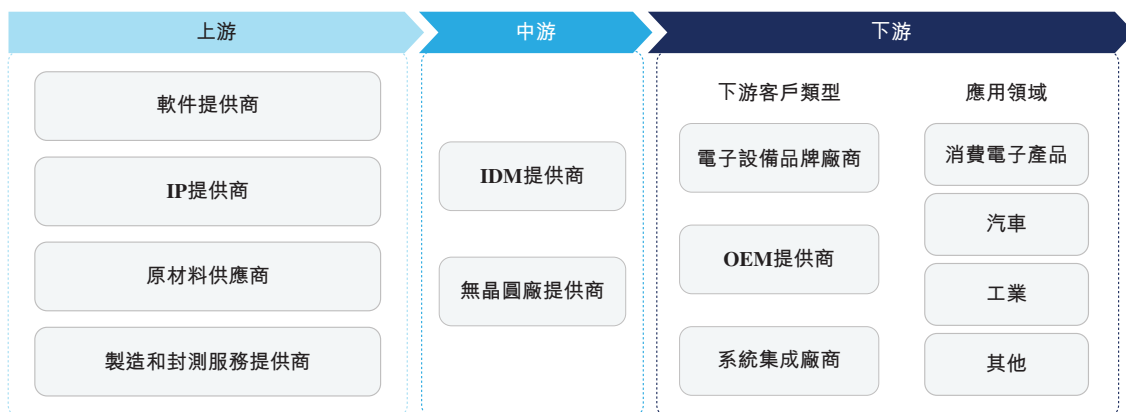 上游
中游
下游
軟件提供商
IP提供商
原材料供應商
製造和封測服務提供商
IDM提供商
無晶圓廠提供商
下游客戶類型
電子設備品牌廠商
OEM提供商
系統集成廠商
應用領域
消費電子產品
汽車
工業
其他